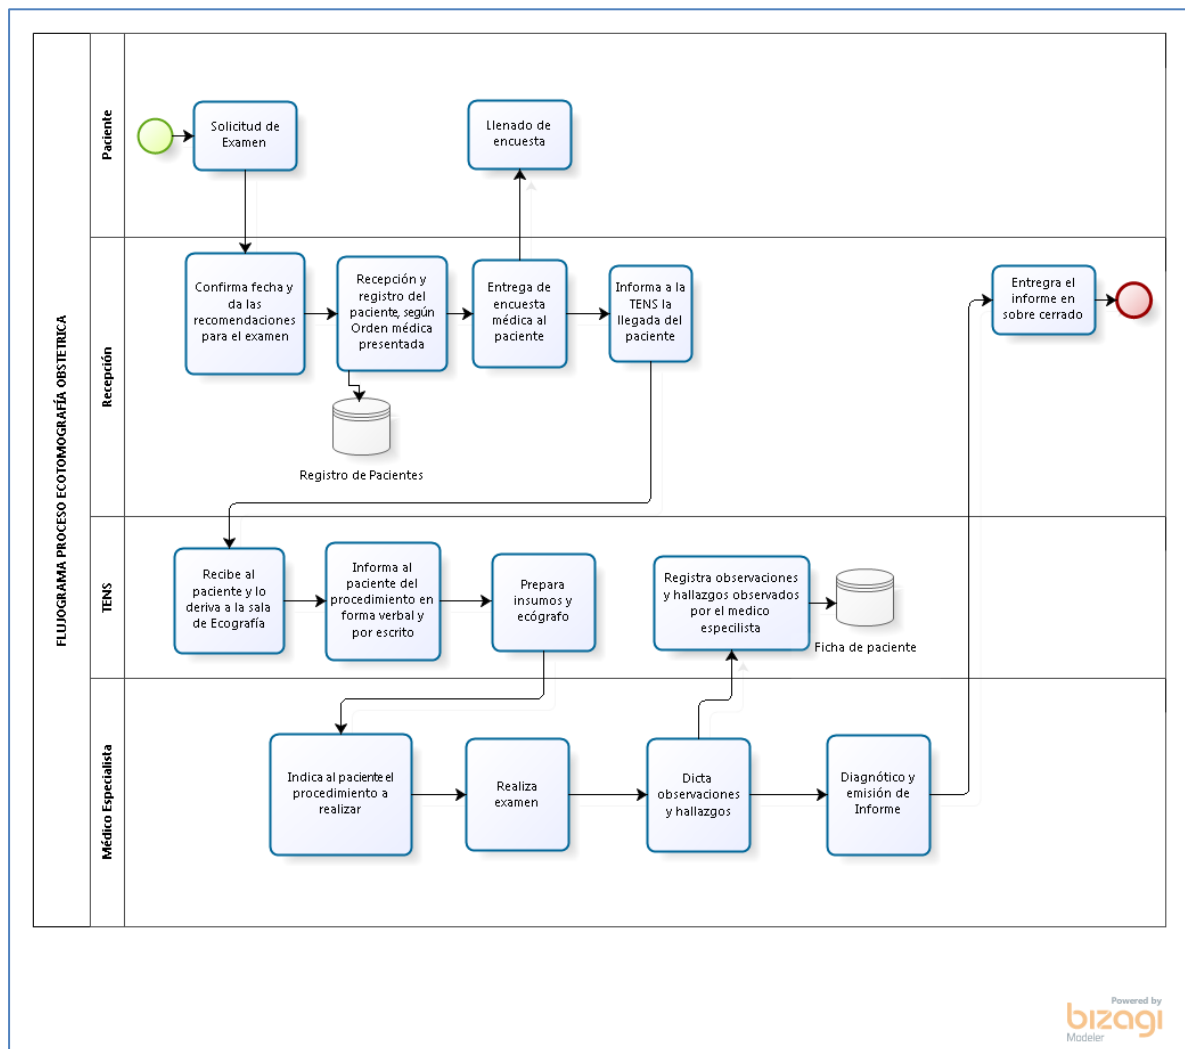 FLUJOGRAMA PROCESO ECOTOMOGRAFÍA OBSTETRICA
Paciente
Solicitud de
Examen
Llenado de
encuesta
Recepción
Confirma fecha y
da las
recomendaciones
para el examen
Recepción y
registro del
paciente, según
Orden médica
presentada
Entrega de
encuesta
médica al
paciente
Informa a la
TENS la
llegada del
paciente
Entregra el
informe en
sobre cerrado
Registro de Pacientes
TENS
Recibe al
paciente y lo
deriva a la sala
de Ecografía
Informa al
paciente del
procedimiento en
forma verbal y
por escrito
Prepara
insumos y
ecógrafo
Registra observaciones
y hallazgos observados
por el medico
especilista
Ficha de paciente
Médico Especialista
Indica al paciente el
procedimiento a
realizar
Realiza
examen
Dicta
observaciones
y hallazgos
Diagnótico y
emisión de
Informe
Powered by
bizagi
Modeler